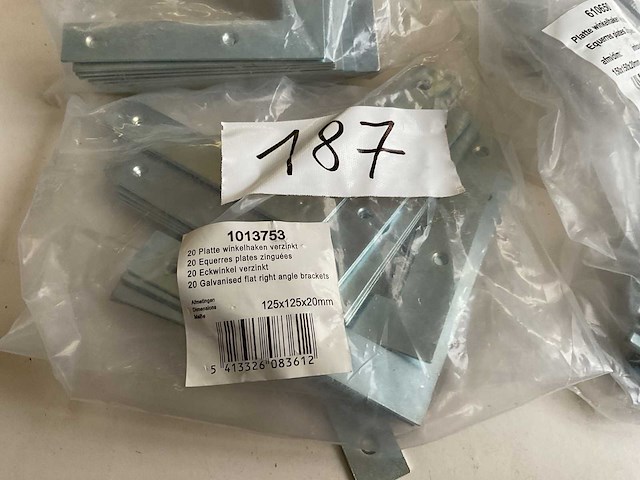 187
1013753
20 Platte winkelhaken verzinkt
20 Equerres plates zinguées
20 Eckwinkel verzinkt
20 Galvanised flat right angle brackets
Afmetingen
Dimensions
Maße
125x125x20mm
5 413326 083612
Platte winkelhaken
Equerres plates